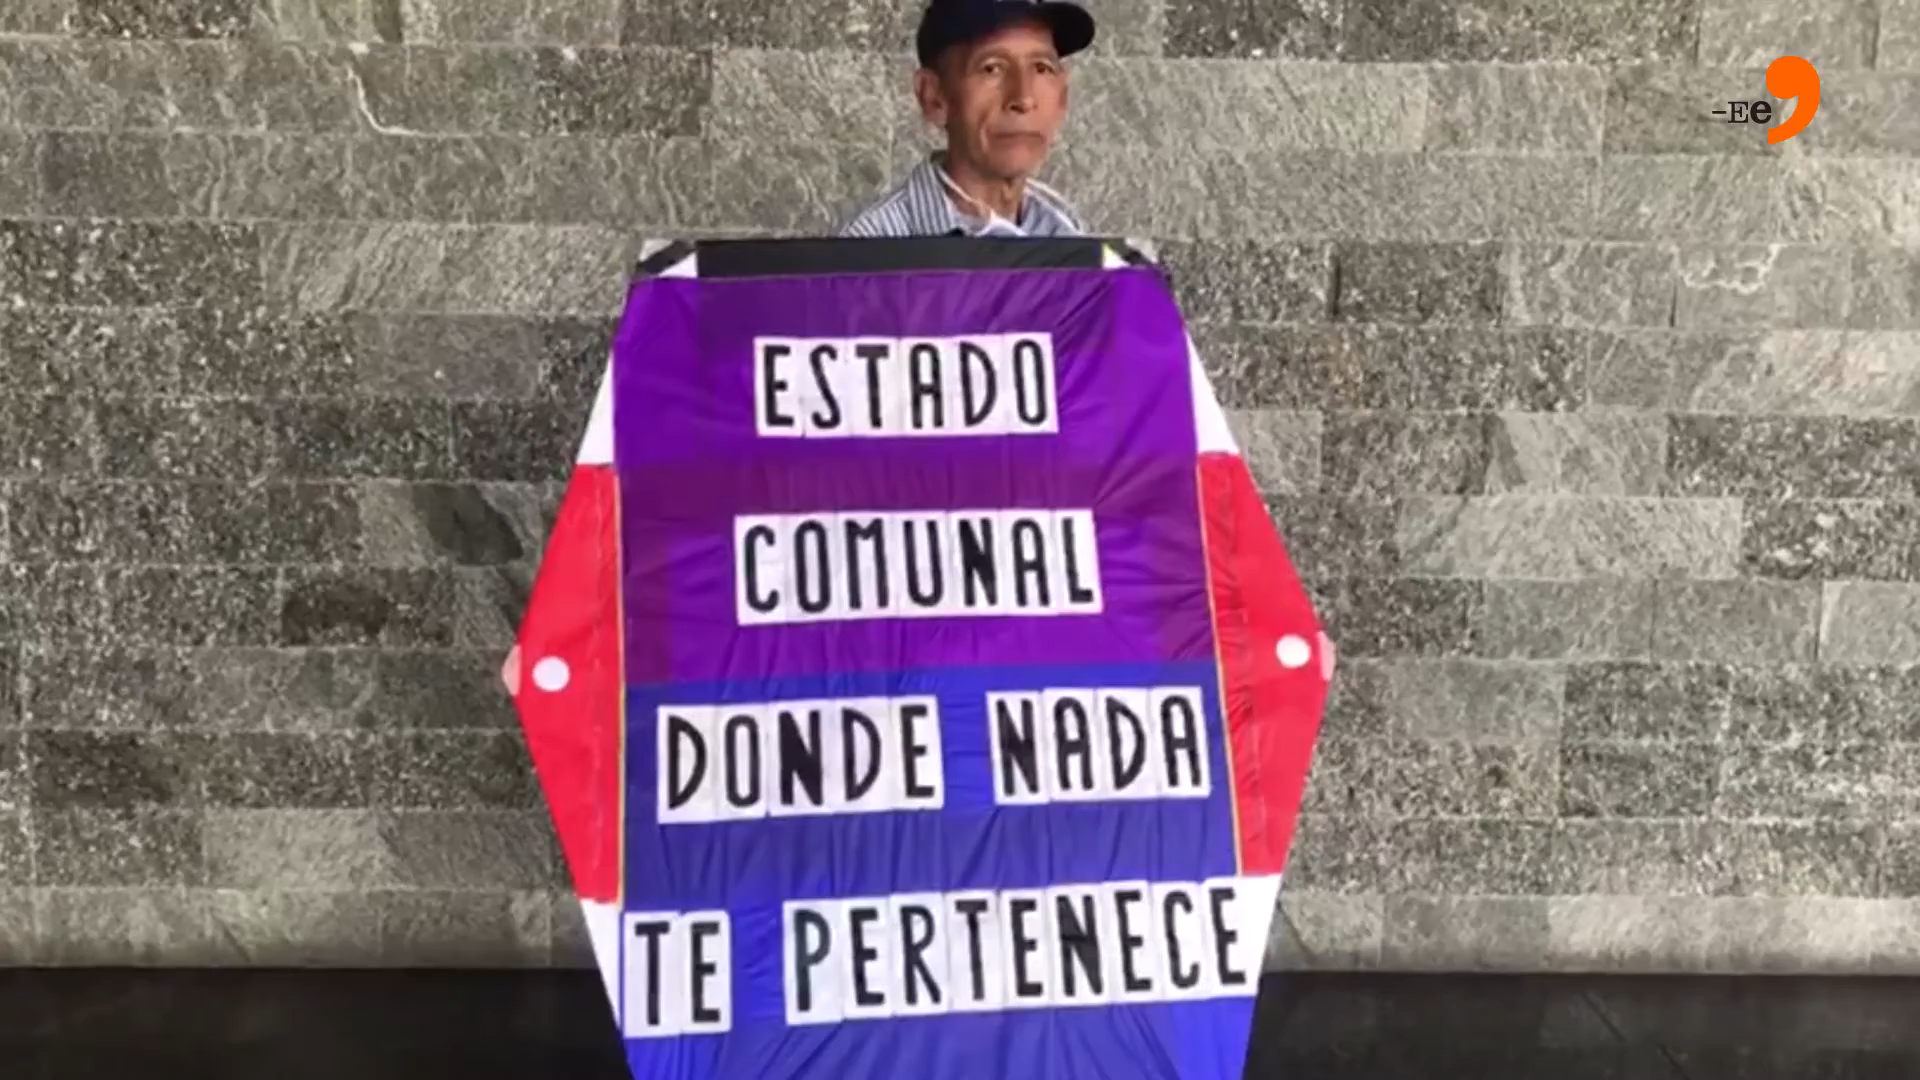 -Ee
ESTADO
COMUNAL
DONDE NADA
TE PERTENECE